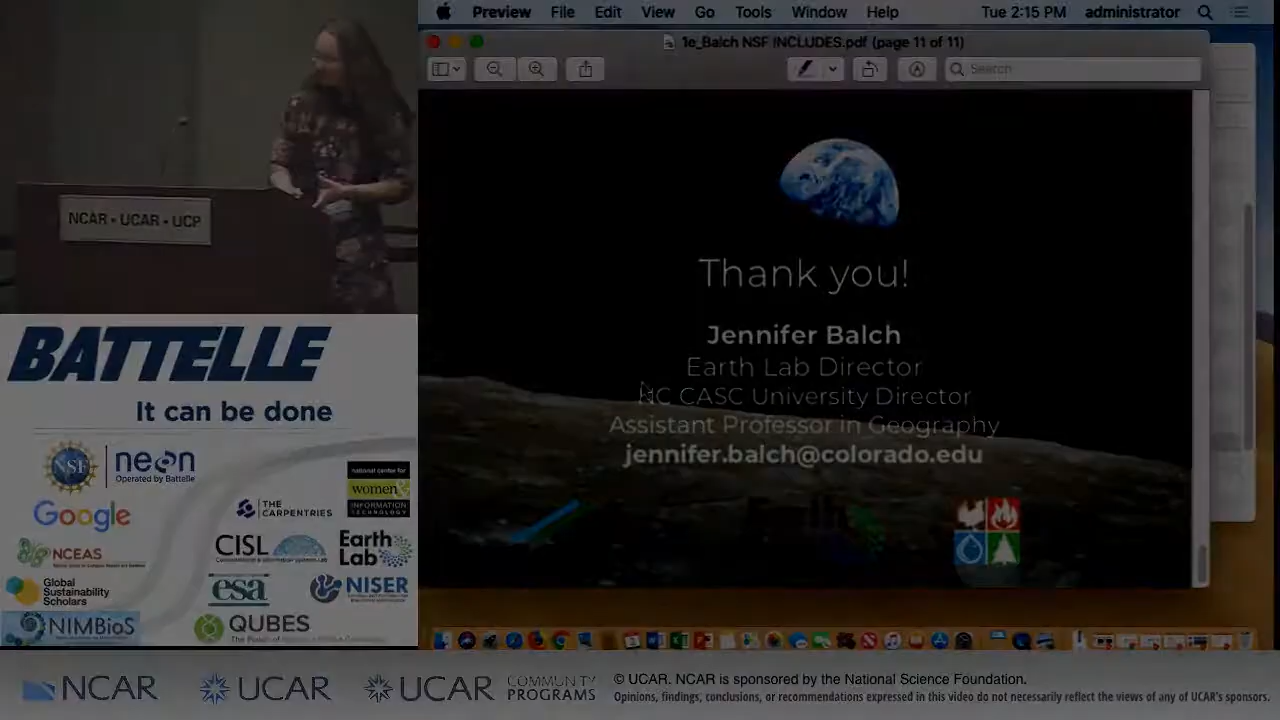 Preview File Edit View Go Tools Window Help Tue 2:15 PM administrator
1e_Balch NSF INCLUDES.pdf (page 11 of 11)
Search
NCAR • UCAR • UCP
Thank you!
Jennifer Balch
Earth Lab Director
NC CASC University Director
Assistant Professor in Geography
jennifer.balch@colorado.edu
BATTELLE
It can be done
NSF
neon
Operated by Battelle
national center for
women &
INFORMATION
TECHNOLOGY
Google
THE
CARPENTRIES
NCEAS
CISL
Earth
Lab
Global
Sustainability
Scholars
esa
NISER
NIMBioS
QUBES
NCAR
UCAR
UCAR
COMMUNITY
PROGRAMS
© UCAR. NCAR is sponsored by the National Science Foundation.
Opinions, findings, conclusions, or recommendations expressed in this video do not necessarily reflect the views of any of UCAR's sponsors.